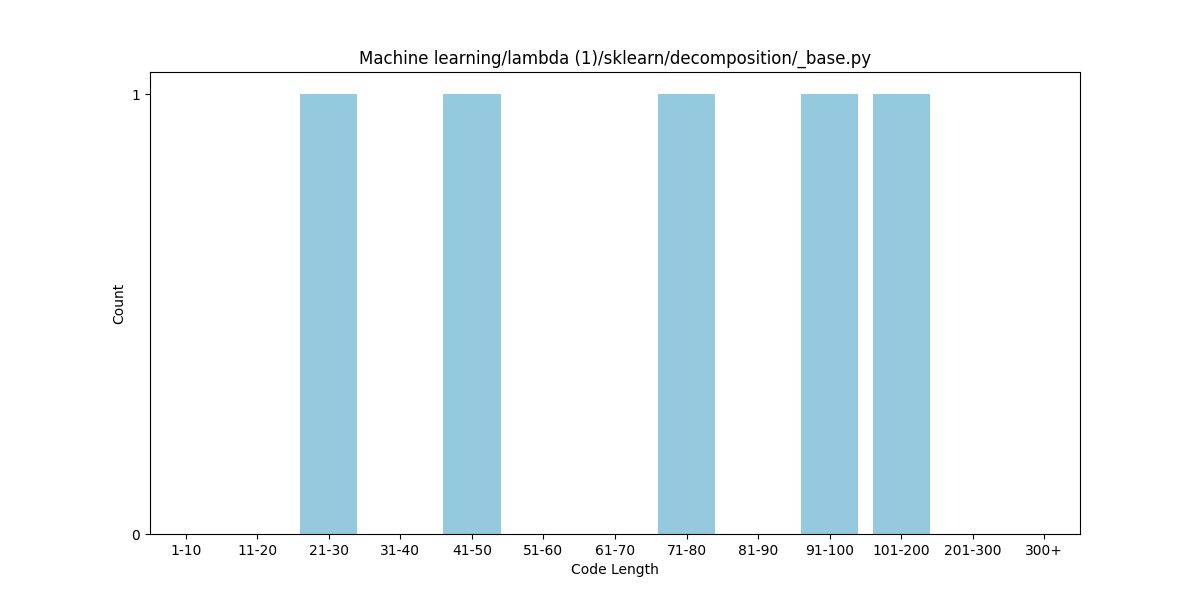 Machine learning/lambda (1)/sklearn/decomposition/_base.py
1
Count
0
1-10 11-20 21-30 31-40 41-50 51-60 61-70 71-80 81-90 91-100 101-200 201-300 300+
Code Length